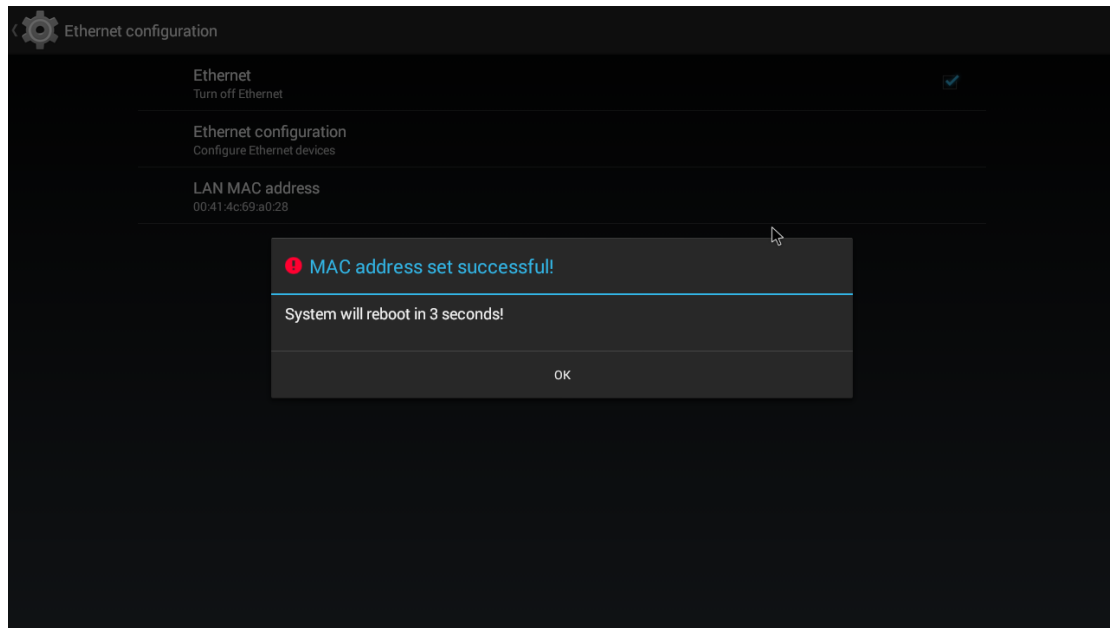 Ethernet configuration
Ethernet
Turn off Ethernet
Ethernet configuration
Configure Ethernet devices
LAN MAC address
00:41:4c:69:a0:28
MAC address set successful!
System will reboot in 3 seconds!
OK